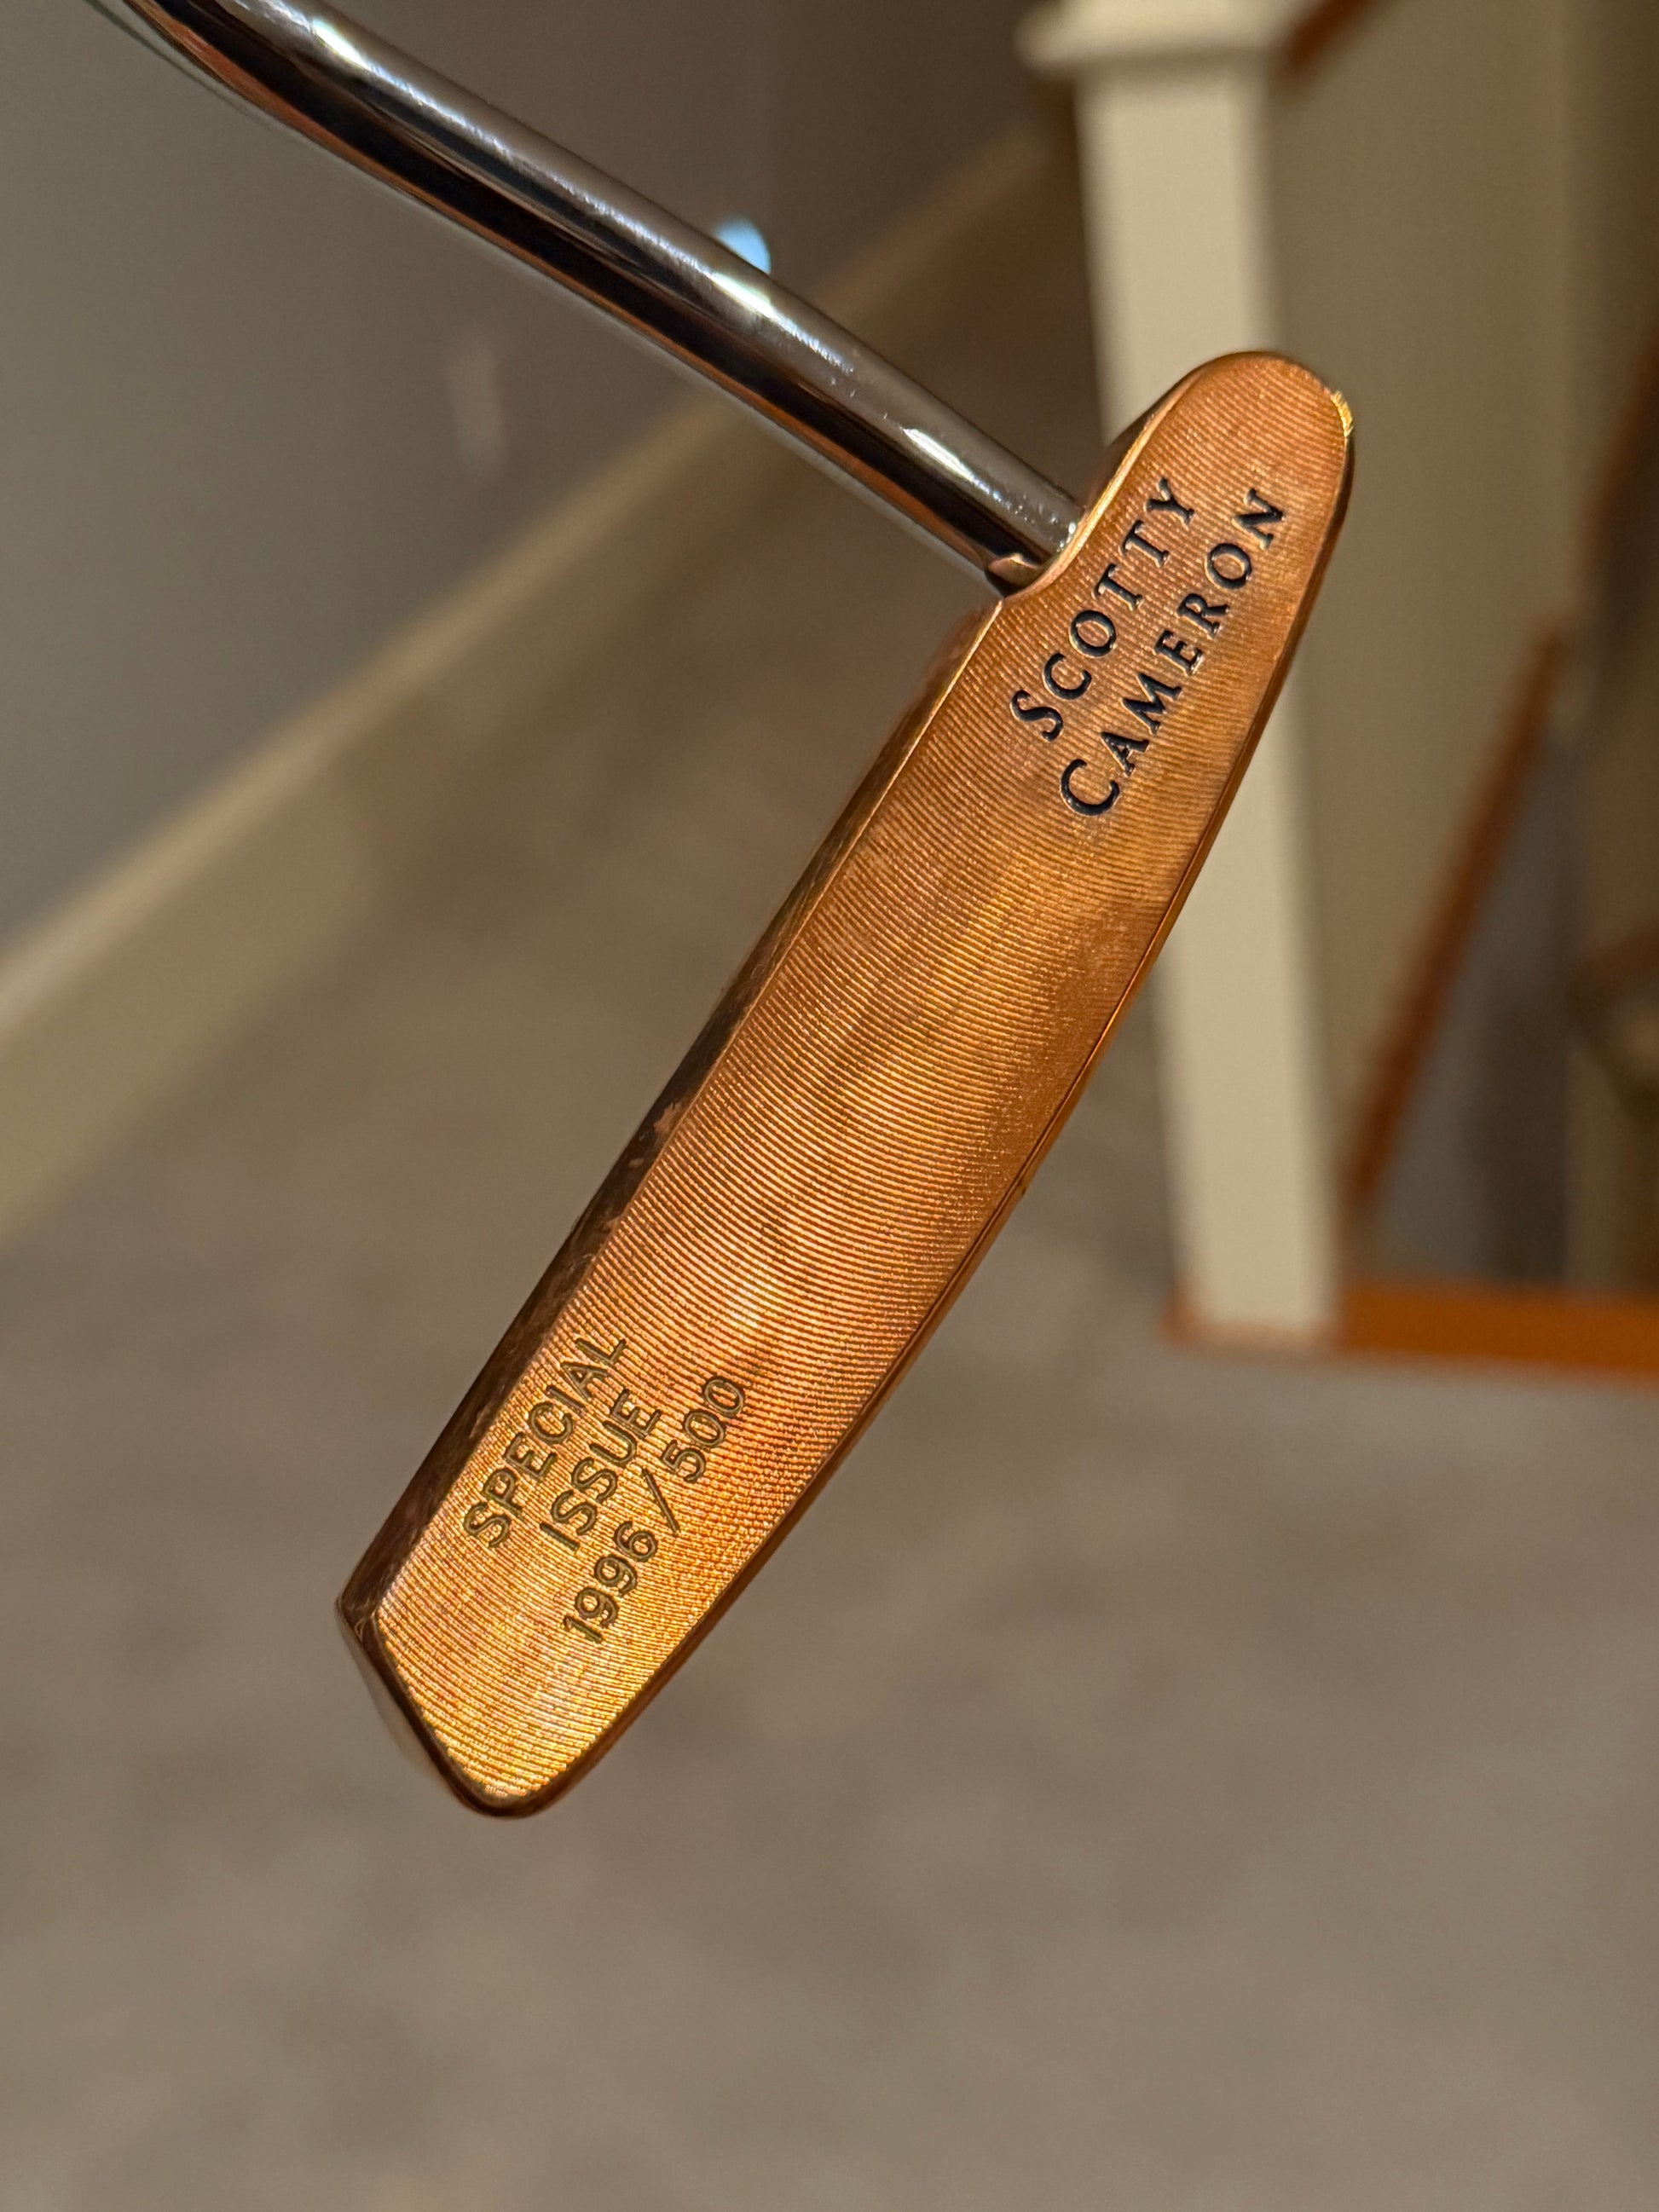 SCOTTY
CAMERON
SPECIAL
ISSUE
1996/500